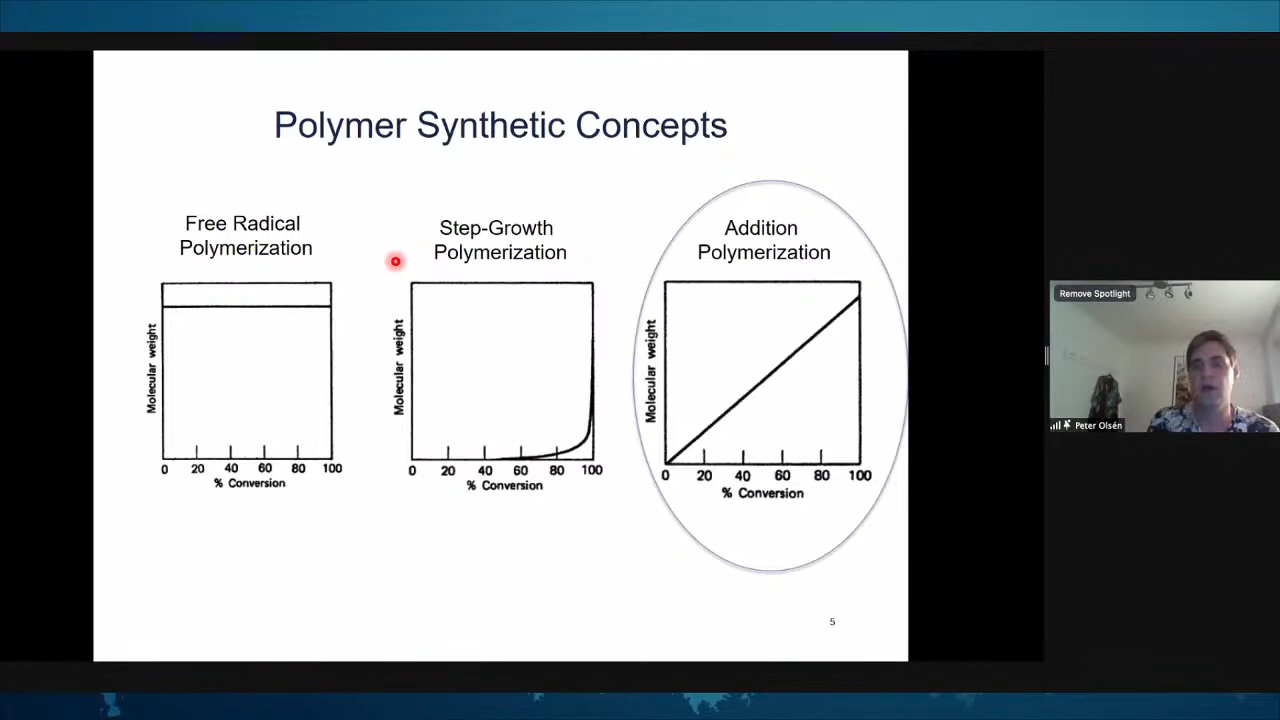 Polymer Synthetic Concepts
Free Radical
Polymerization
Molecular weight
0 20 40 60 80 100
% Conversion
Step-Growth
Polymerization
Molecular weight
0 20 40 60 80 100
% Conversion
Addition
Polymerization
Molecular weight
0 20 40 60 80 100
% Conversion
5
Remove Spotlight
Peter Olsén